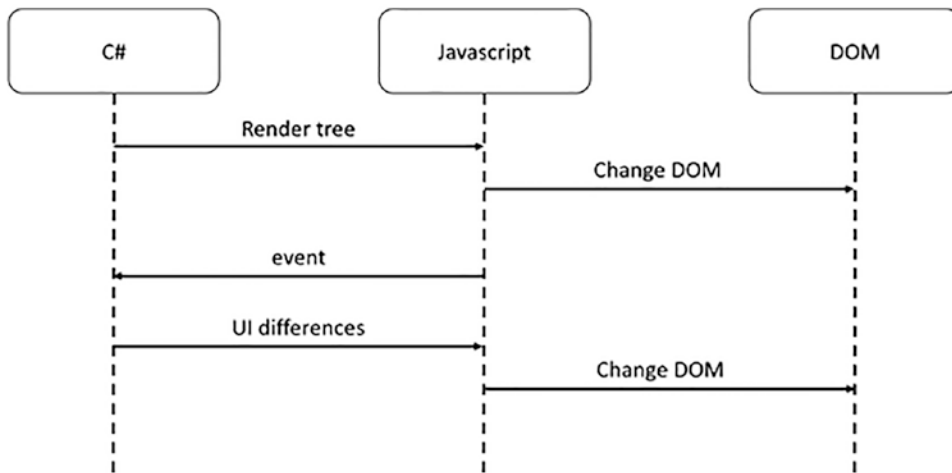 C#
Javascript
DOM
Render tree
Change DOM
event
UI differences
Change DOM